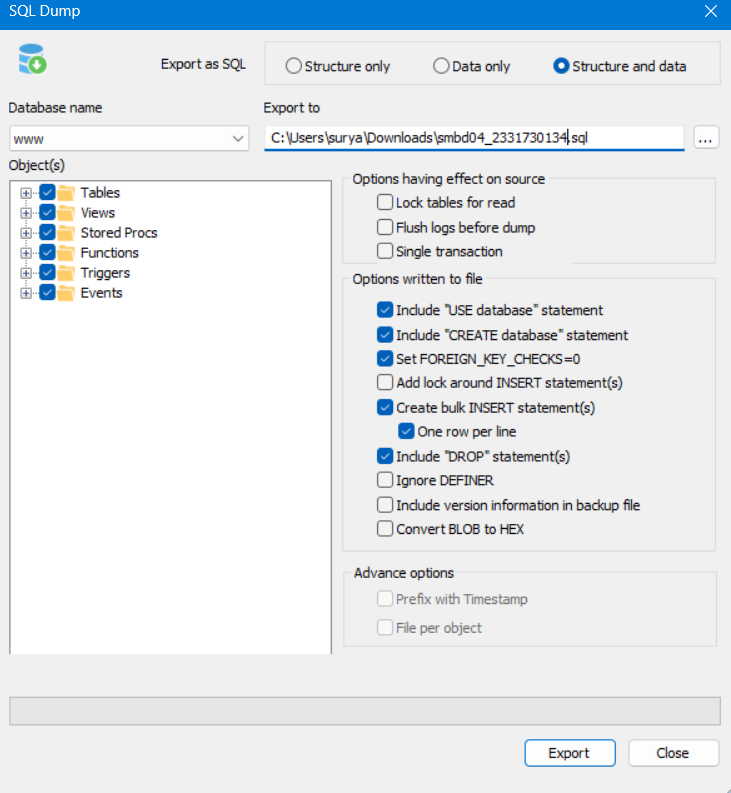 SQL Dump
Export as SQL
Structure only
Data only
Structure and data
Database name
Export to
www
C:\Users\surya\Downloads\smbd04_2331730134.sql
...
Object(s)
Tables
Views
Stored Procs
Functions
Triggers
Events
Options having effect on source
Lock tables for read
Flush logs before dump
Single transaction
Options written to file
Include "USE database" statement
Include "CREATE database" statement
Set FOREIGN_KEY_CHECKS=0
Add lock around INSERT statement(s)
Create bulk INSERT statement(s)
One row per line
Include "DROP" statement(s)
Ignore DEFINER
Include version information in backup file
Convert BLOB to HEX
Advance options
Prefix with Timestamp
File per object
Export
Close